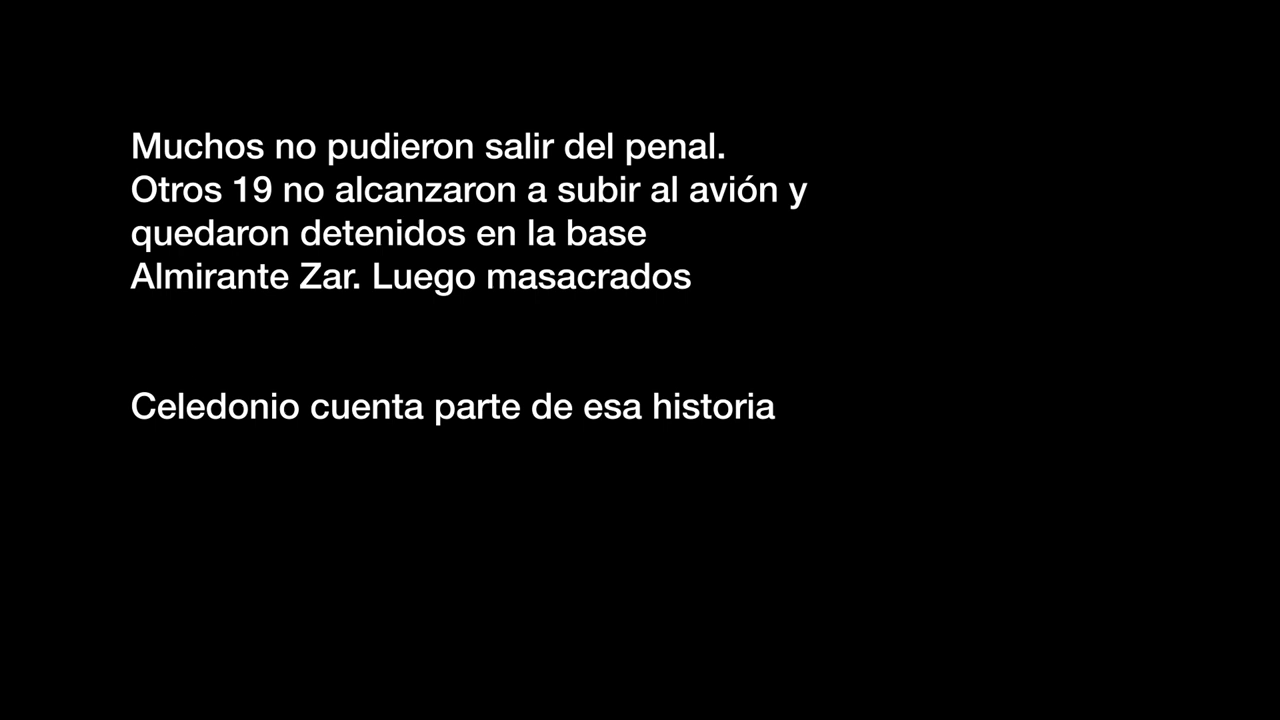 Muchos no pudieron salir del penal.
Otros 19 no alcanzaron a subir al avión y
quedaron detenidos en la base
Almirante Zar. Luego masacrados
Celedonio cuenta parte de esa historia